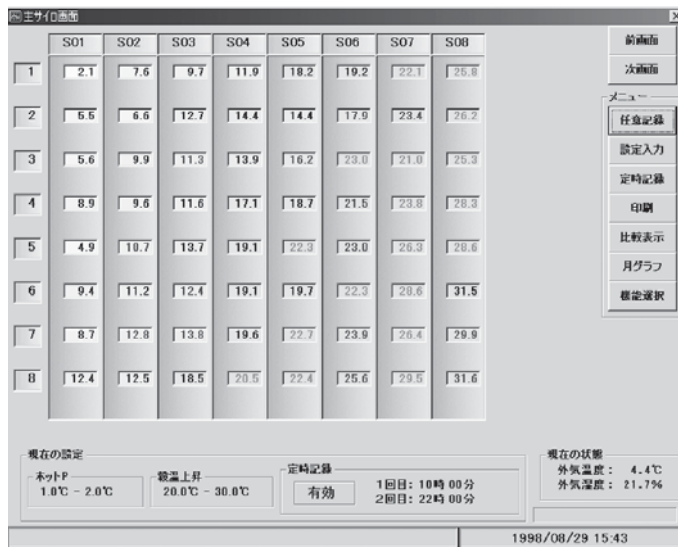 主サイロ画面
S01 S02 S03 S04 S05 S06 S07 S08
1 2.1 7.6 9.7 11.9 18.2 19.2 22.1 25.8
2 5.5 6.6 12.7 14.4 14.4 17.9 23.4 26.2
3 5.6 9.9 11.3 13.9 16.2 23.0 21.0 25.3
4 8.9 9.6 11.6 17.1 18.7 21.5 23.8 28.3
5 4.9 10.7 13.7 19.1 22.3 23.0 26.3 28.6
6 9.4 11.2 12.4 19.1 19.7 22.3 28.6 31.5
7 8.7 12.8 13.8 19.6 22.7 23.9 26.4 29.9
8 12.4 12.5 18.5 20.5 22.4 25.6 29.5 31.6
前画面
次画面
メニュー
任意記録
設定入力
定時記録
印刷
比較表示
月グラフ
機能選択
現在の設定
ホットP
1.0℃ - 2.0℃
穀温上昇
20.0℃ - 30.0℃
定時記録
有効
1回目: 10時 00分
2回目: 22時 00分
現在の状態
外気温度: 4.4℃
外気湿度: 21.7%
1998/08/29 15:43